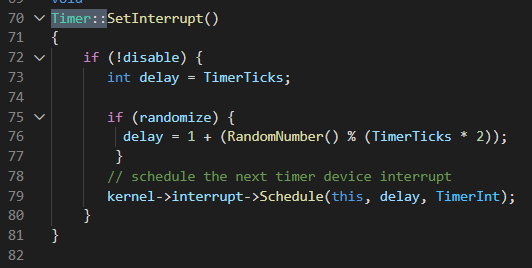 69 void
70 Timer::SetInterrupt()
71 {
72 if (!disable) {
73 int delay = TimerTicks;
74
75 if (randomize) {
76 delay = 1 + (RandomNumber() % (TimerTicks * 2));
77 }
78 // schedule the next timer device interrupt
79 kernel->interrupt->Schedule(this, delay, TimerInt);
80 }
81 }
82